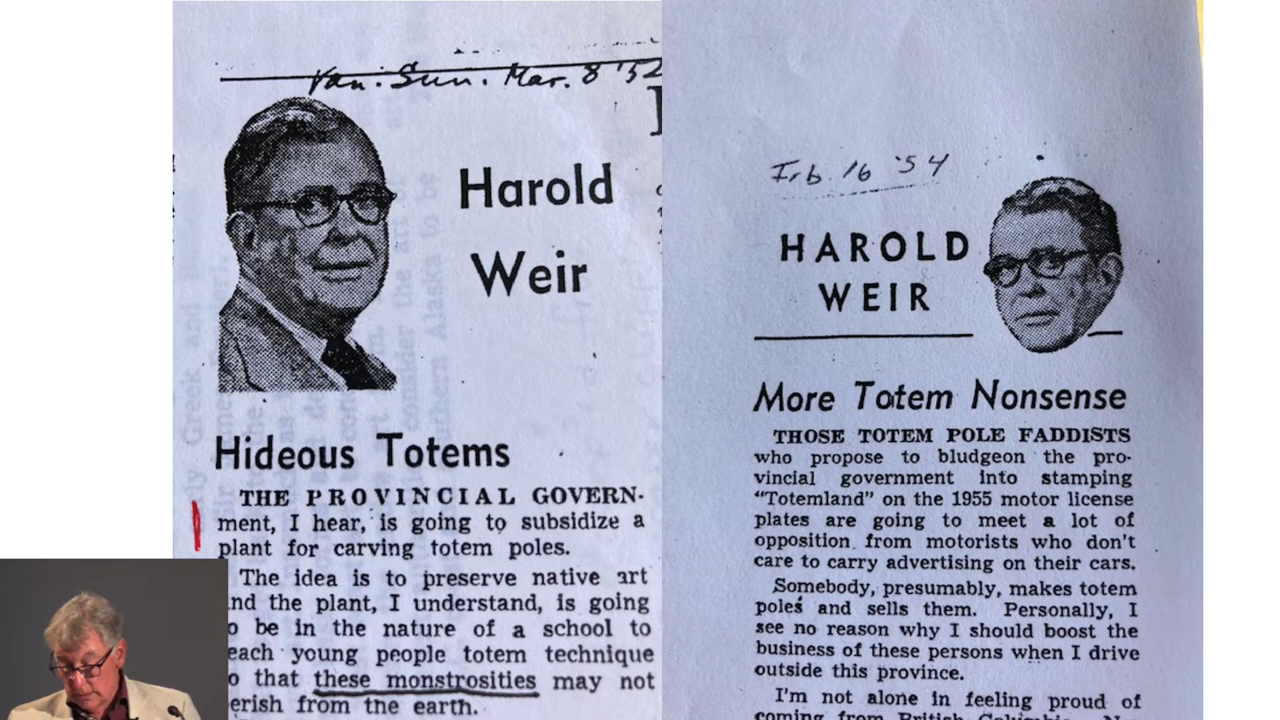 Van. Sun. Mar. 8 '52
Harold
Weir
Hideous Totems
THE PROVINCIAL GOVERN-
ment, I hear, is going to subsidize a
plant for carving totem poles.
The idea is to preserve native art
nd the plant, I understand, is going
o be in the nature of a school to
each young people totem technique
o that these monstrosities may not
erish from the earth.
Feb. 16 '54
HAROLD
WEIR
More Totem Nonsense
THOSE TOTEM POLE FADDISTS
who propose to bludgeon the pro-
vincial government into stamping
"Totemland" on the 1955 motor license
plates are going to meet a lot of
opposition from motorists who don't
care to carry advertising on their cars.
Somebody, presumably, makes totem
poles and sells them. Personally, I
see no reason why I should boost the
business of these persons when I drive
outside this province.
I'm not alone in feeling proud of
coming from British